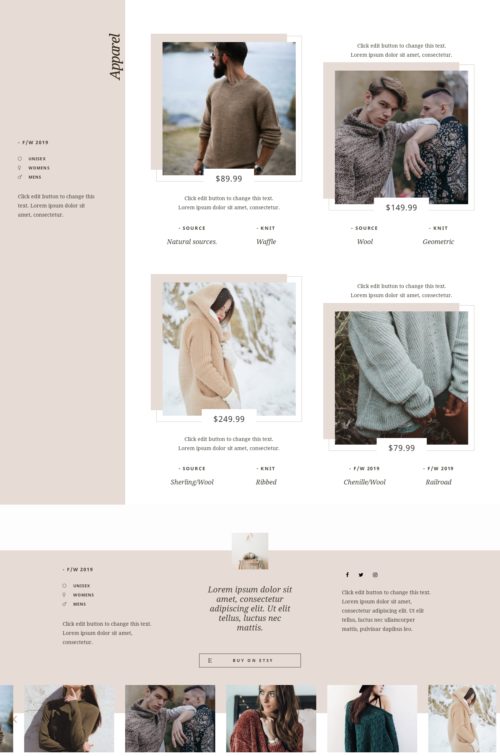 Apparel
- F/W 2019
UNISEX
WOMENS
MENS
Click edit button to change this
text. Lorem ipsum dolor sit
amet, consectetur.
$89.99
Click edit button to change this text.
Lorem ipsum dolor sit amet, consectetur.
- SOURCE
- KNIT
Natural sources.
Waffle
Click edit button to change this text.
Lorem ipsum dolor sit amet, consectetur.
$149.99
- SOURCE
- KNIT
Wool
Geometric
$249.99
Click edit button to change this text.
Lorem ipsum dolor sit amet, consectetur.
- SOURCE
- KNIT
Sherling/Wool
Ribbed
Click edit button to change this text.
Lorem ipsum dolor sit amet, consectetur.
$79.99
- F/W 2019
- F/W 2019
Chenille/Wool
Railroad
- F/W 2019
UNISEX
WOMENS
MENS
Click edit button to change this text.
Lorem ipsum dolor sit amet,
consectetur.
Lorem ipsum dolor sit
amet, consectetur
adipiscing elit. Ut elit
tellus, luctus nec
mattis.
E BUY ON ETSY
Click edit button to change this text.
Lorem ipsum dolor sit amet,
consectetur adipiscing elit. Ut elit
tellus, luctus nec ullamcorper
mattis, pulvinar dapibus leo.